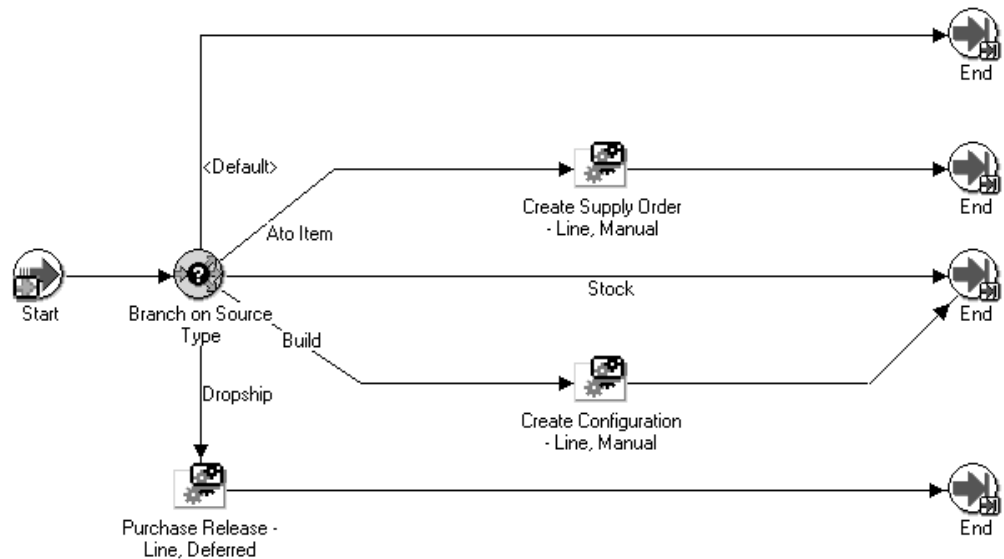 End
<Default>
Create Supply Order
- Line, Manual
End
Ato Item
Start
Branch on Source
Type
Stock
End
Build
Create Configuration
- Line, Manual
Dropship
Purchase Release -
Line, Deferred
End